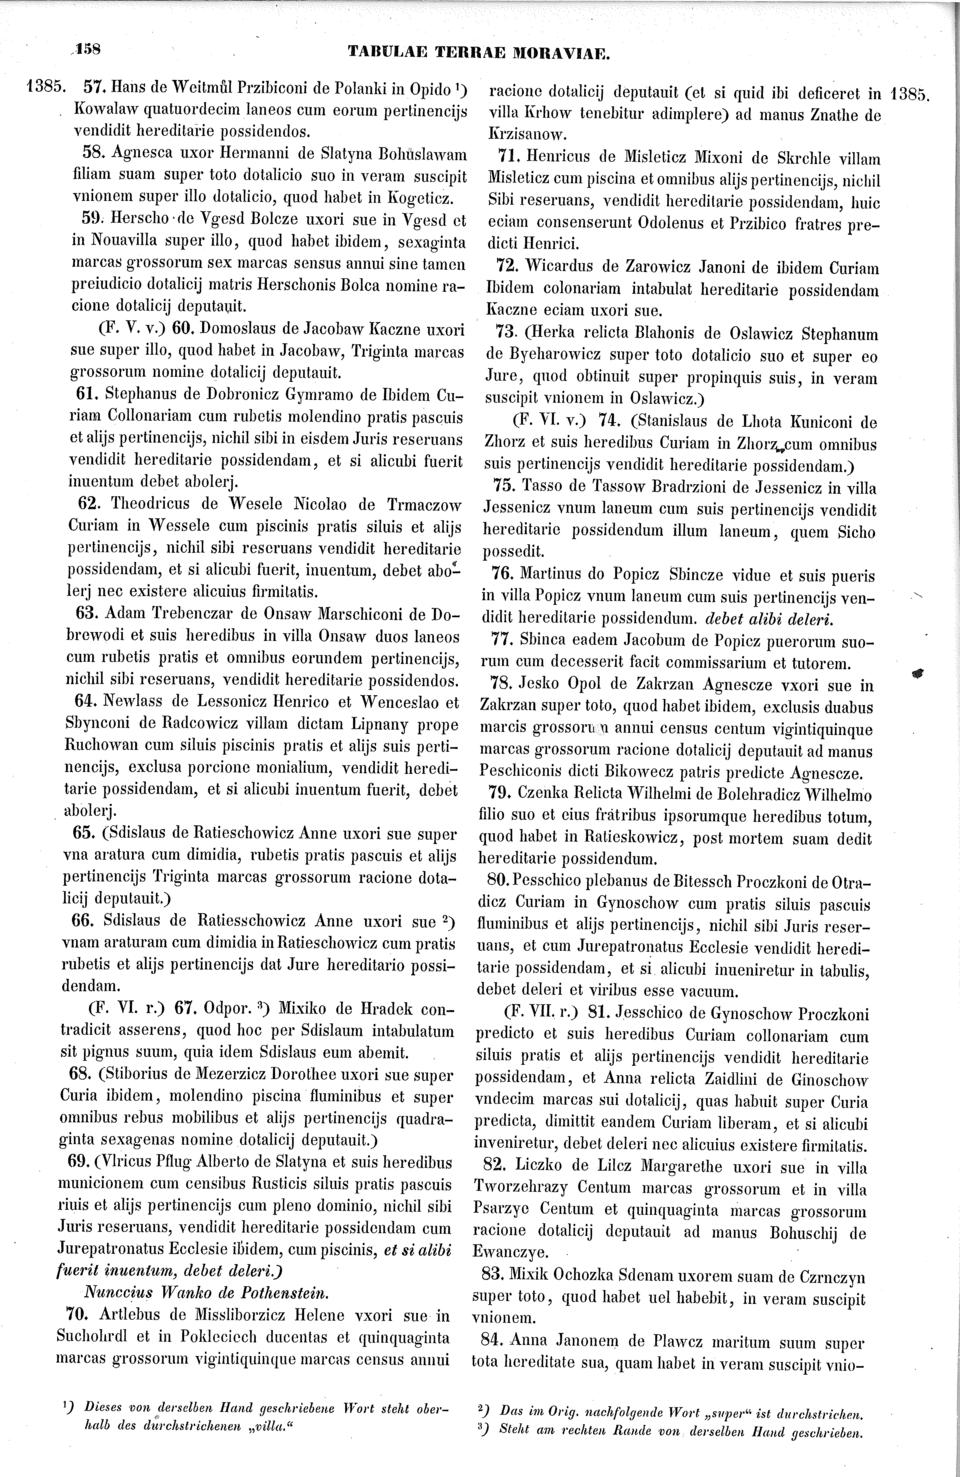 158
TABULAE TERRAE MORAVIAE.
1385. 57. Hans de Weitmůl Przibiconi de Polanki in Opido ¹)
Kowalaw quatuordecim laneos cum eorum pertinencijs
vendidit hereditarie possidendos.
58. Agnesca uxor Hermanni de Slatyna Bohůslawam
filiam suam super toto dotalicio suo in veram suscipit
vnionem super illo dotalicio, quod habet in Kogeticz.
59. Herscho de Vgesd Bolcze uxori sue in Vgesd et
in Nouavilla super illo, quod habet ibidem, sexaginta
marcas grossorum sex marcas sensus annui sine tamen
preiudicio dotalicij matris Herschonis Bolca nomine ra-
cione dotalicij deputauit.
(F. V. v.) 60. Domoslaus de Jacobaw Kaczne uxori
sue super illo, quod habet in Jacobaw, Triginta marcas
grossorum nomine dotalicij deputauit.
61. Stephanus de Dobronicz Gymramo de Ibidem Cu-
riam Collonariam cum rubetis molendino pratis pascuis
et alijs pertinencijs, nichil sibi in eisdem Juris reseruans
vendidit hereditarie possidendam, et si alicubi fuerit
inuentum debet abolerj.
62. Theodricus de Wesele Nicolao de Trmaczow
Curiam in Wessele cum piscinis pratis siluis et alijs
pertinencijs, nichil sibi reseruans vendidit hereditarie
possidendam, et si alicubi fuerit, inuentum, debet abo-
lerj nec existere alicuius firmitatis.
63. Adam Trebenczar de Onsaw Marschiconi de Do-
brewodi et suis heredibus in villa Onsaw duos laneos
cum rubetis pratis et omnibus eorundem pertinencijs,
nichil sibi reseruans, vendidit hereditarie possidendos.
64. Newlass de Lessonicz Henrico et Wenceslao et
Sbynconi de Radcowicz villam dictam Lipnany prope
Ruchowan cum siluis piscinis pratis et alijs suis perti-
nencijs, exclusa porcione monialium, vendidit heredi-
tarie possidendam, et si alicubi inuentum fuerit, debet
abolerj.
65. (Sdislaus de Ratieschowicz Anne uxori sue super
vna aratura cum dimidia, rubetis pratis pascuis et alijs
pertinencijs Triginta marcas grossorum racione dota-
licij deputauit.)
66. Sdislaus de Ratiesschowicz Anne uxori sue ²)
vnam araturam cum dimidia in Ratieschowicz cum pratis
rubetis et alijs pertinencijs dat Jure hereditario possi-
dendam.
(F. VI. r.) 67. Odpor. ³) Mixiko de Hradek con-
tradicit asserens, quod hoc per Sdislaum intabulatum
sit pignus suum, quia idem Sdislaus eum abemit.
68. (Stiborius de Mezerzicz Dorothee uxori sue super
Curia ibidem, molendino piscina fluminibus et super
omnibus rebus mobilibus et alijs pertinencijs quadra-
ginta sexagenas nomine dotalicij deputauit.)
69. (Vlricus Pflug Alberto de Slatyna et suis heredibus
municionem cum censibus Rusticis siluis pratis pascuis
riuis et alijs pertinencijs cum pleno dominio, nichil sibi
Juris reseruans, vendidit hereditarie possidendam cum
Jurepatronatus Ecclesie ibidem, cum piscinis, et si alibi
fuerit inuentum, debet deleri.)
Nunccius Wanko de Pothenstein.
70. Artlebus de Missliborzicz Helene vxori sue in
Suchohrdl et in Pokleciech ducentas et quinquaginta
marcas grossorum vigintiquinque marcas census annui
¹) Dieses von derselben Hand geschriebene Wort steht ober-
halb des durchstrichenen „villa."
racione dotalicij deputauit (et si quid ibi deficeret in 1385.
villa Krhow tenebitur adimplere) ad manus Znathe de
Krzisanow.
71. Henricus de Misleticz Mixoni de Skrchle villam
Misleticz cum piscina et omnibus alijs pertinencijs, nichil
Sibi reseruans, vendidit hereditarie possidendam, huic
eciam consenserunt Odolenus et Przibico fratres pre-
dicti Henrici.
72. Wicardus de Zarowicz Janoni de ibidem Curiam
Ibidem colonariam intabulat hereditarie possidendam
Kaczne eciam uxori sue.
73. (Herka relicta Blahonis de Oslawicz Stephanum
de Byeharowicz super toto dotalicio suo et super eo
Jure, quod obtinuit super propinquis suis, in veram
suscipit vnionem in Oslawicz.)
(F. VI. v.) 74. (Stanislaus de Lhota Kuniconi de
Zhorz et suis heredibus Curiam in Zhorz cum omnibus
suis pertinencijs vendidit hereditarie possidendam.)
75. Tasso de Tassow Bradrzioni de Jessenicz in villa
Jessenicz vnum laneum cum suis pertinencijs vendidit
hereditarie possidendum illum laneum, quem Sicho
possedit.
76. Martinus do Popicz Sbincze vidue et suis pueris
in villa Popicz vnum laneum cum suis pertinencijs ven-
didit hereditarie possidendum. debet alibi deleri.
77. Sbinca eadem Jacobum de Popicz puerorum suo-
rum cum decesserit facit commissarium et tutorem.
78. Jesko Opol de Zakrzan Agnescze vxori sue in
Zakrzan super toto, quod habet ibidem, exclusis duabus
marcis grossorum annui census centum vigintiquinque
marcas grossorum racione dotalicij deputauit ad manus
Peschiconis dicti Bikowecz patris predicte Agnescze.
79. Czenka Relicta Wilhelmi de Bolehradicz Wilhelmo
filio suo et eius fratribus ipsorumque heredibus totum,
quod habet in Ratieskowicz, post mortem suam dedit
hereditarie possidendum.
80. Pesschico plebanus de Bitessch Proczkoni de Otra-
dicz Curiam in Gynoschow cum pratis siluis pascuis
fluminibus et alijs pertinencijs, nichil sibi Juris reser-
uans, et cum Jurepatronatus Ecclesie vendidit heredi-
tarie possidendam, et si alicubi inueniretur in tabulis,
debet deleri et viribus esse vacuum.
(F. VII. r.) 81. Jesschico de Gynoschow Proczkoni
predicto et suis heredibus Curiam collonariam cum
siluis pratis et alijs pertinencijs vendidit hereditarie
possidendam, et Anna relicta Zaidlini de Ginoschow
vndecim marcas sui dotalicij, quas habuit super Curia
predicta, dimittit eandem Curiam liberam, et si alicubi
inveniretur, debet deleri nec alicuius existere firmitatis.
82. Liczko de Lilcz Margarethe uxori sue in villa
Tworzehrazy Centum marcas grossorum et in villa
Psarzye Centum et quinquaginta marcas grossorum
racione dotalicij deputauit ad manus Bohuschij de
Ewanczye.
83. Mixik Ochozka Sdenam uxorem suam de Czrnczyn
super toto, quod habet uel habebit, in veram suscipit
vnionem.
84. Anna Janonem de Plawcz maritum suum super
tota hereditate sua, quam habet in veram suscipit vnio-
²) Das im Orig. nachfolgende Wort „super" ist durchstrichen.
³) Steht am rechten Rande von derselben Hand geschrieben.